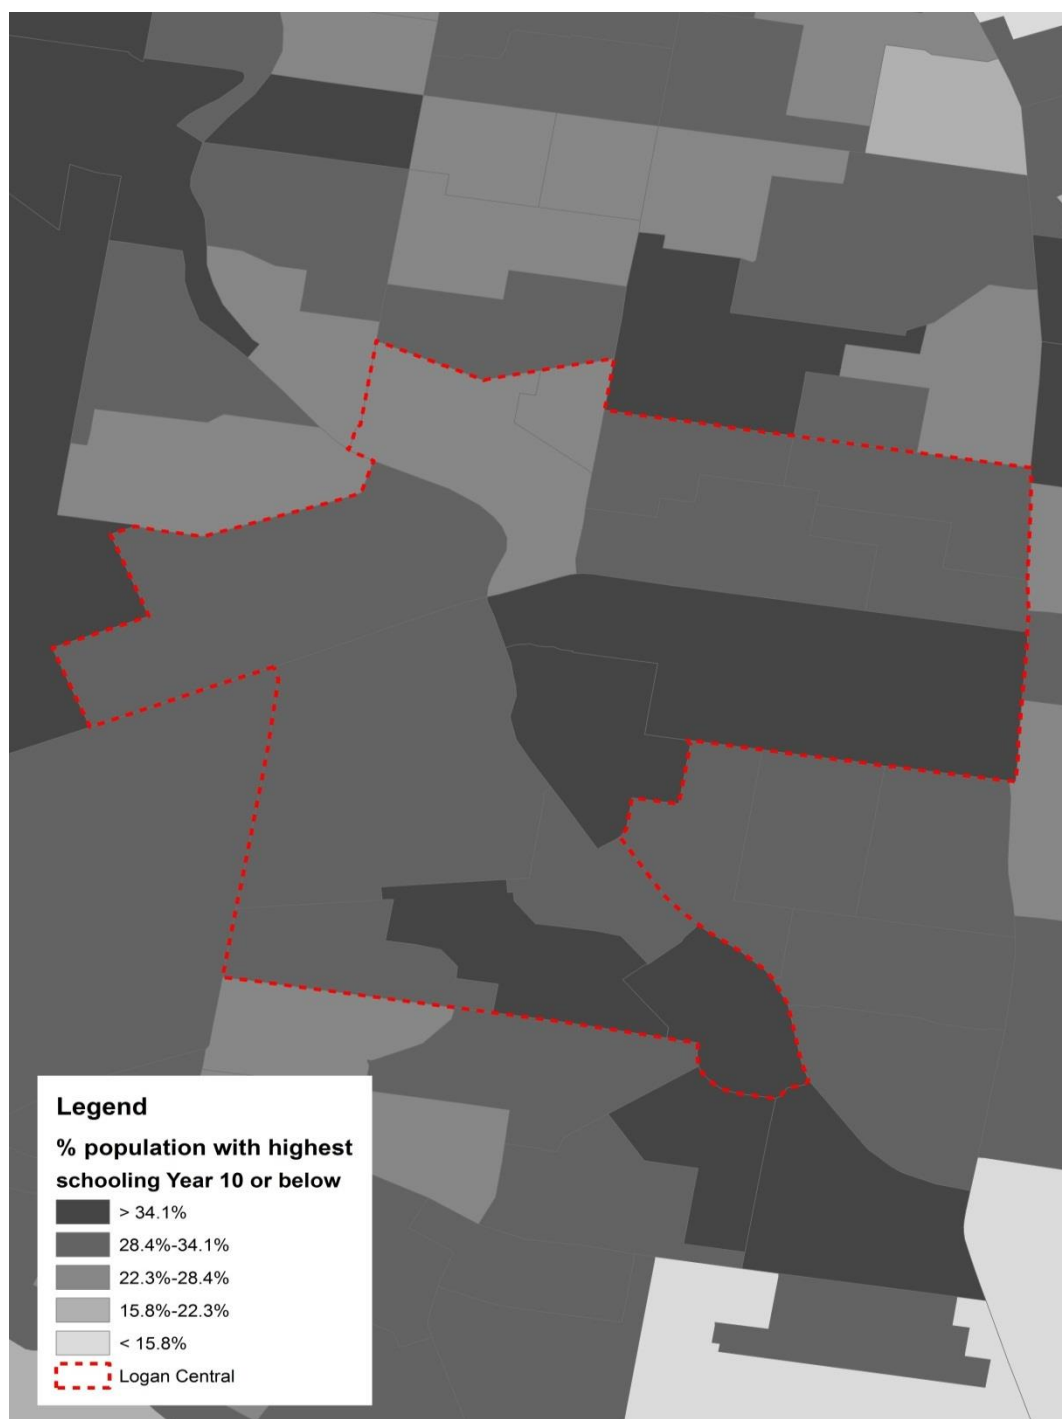 Legend
% population with highest
schooling Year 10 or below
> 34.1%
28.4%-34.1%
22.3%-28.4%
15.8%-22.3%
< 15.8%
Logan Central